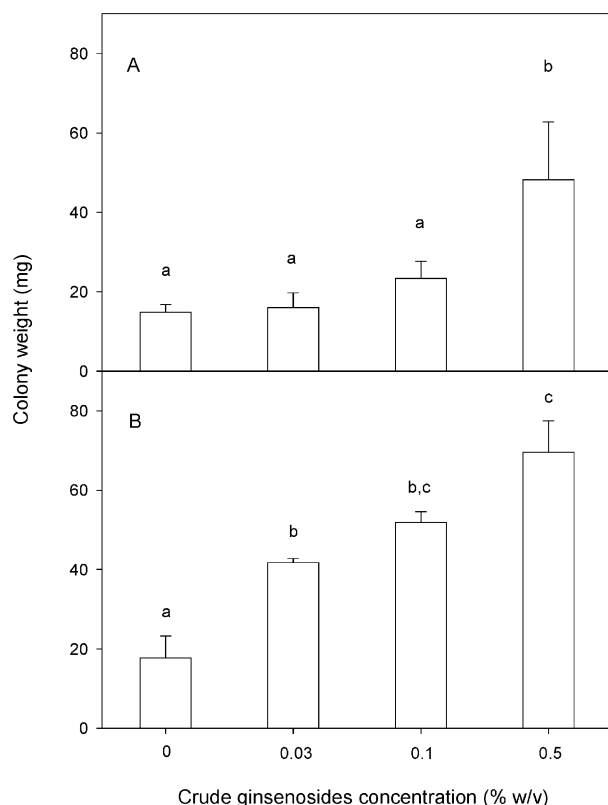 80
A
b
60
40
a
a
a
20
0
Colony weight (mg)
80
B
c
b,c
60
b
40
a
20
0
0 0.03 0.1 0.5
Crude ginsenosides concentration (% w/v)